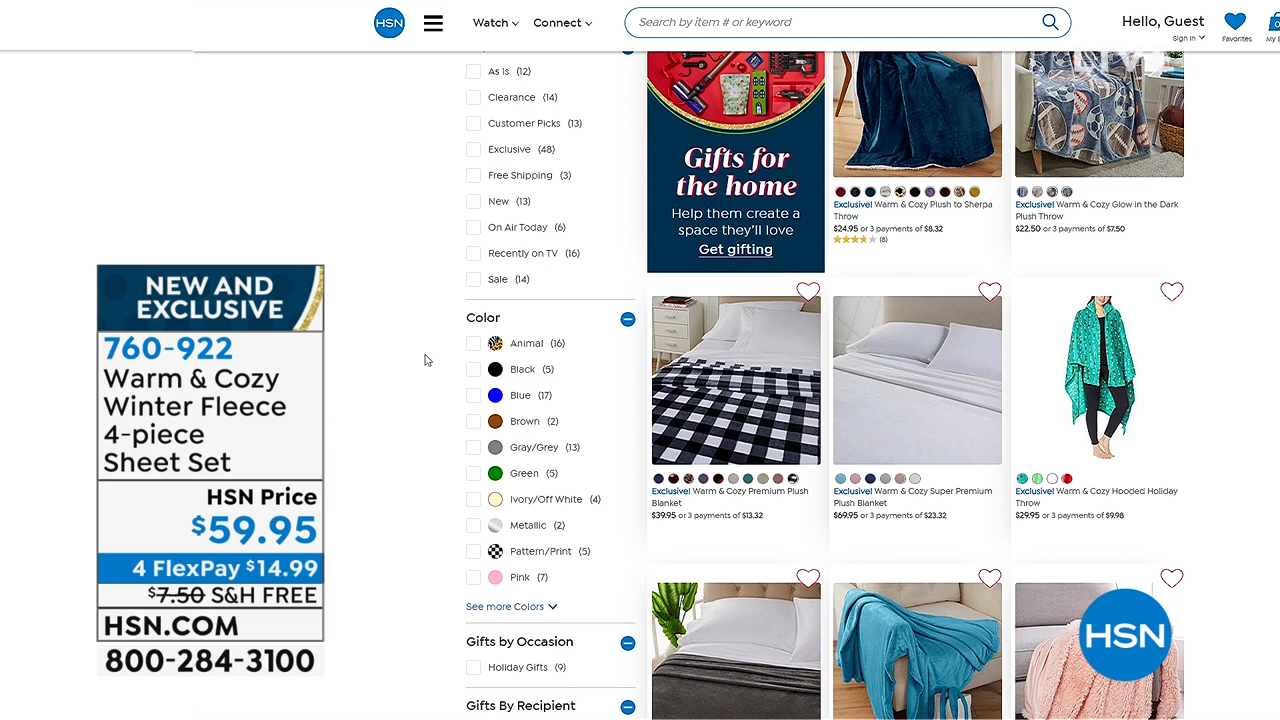 HSN
Watch
Connect
Search by item # or keyword
Hello, Guest
Sign In
Favorites
0
As Is (12)
Clearance (14)
Customer Picks (13)
Exclusive (48)
Free Shipping (3)
New (13)
On Air Today (6)
Recently on TV (16)
Sale (14)
Color
Animal (16)
Black (5)
Blue (17)
Brown (2)
Gray/Grey (13)
Green (5)
Ivory/Off White (4)
Metallic (2)
Pattern/Print (5)
Pink (7)
See more Colors
Gifts by Occasion
Holiday Gifts (9)
Gifts By Recipient
Gifts for
the home
Help them create a
space they'll love
Get gifting
Exclusive! Warm & Cozy Plush to Sherpa
Throw
$24.95 or 3 payments of $8.32
(8)
Exclusive! Warm & Cozy Glow in the Dark
Plush Throw
$22.50 or 3 payments of $7.50
Exclusive! Warm & Cozy Premium Plush
Blanket
$39.95 or 3 payments of $13.32
Exclusive! Warm & Cozy Super Premium
Plush Blanket
$69.95 or 3 payments of $23.32
Exclusive! Warm & Cozy Hooded Holiday
Throw
$29.95 or 3 payments of $9.98
NEW AND
EXCLUSIVE
760-922
Warm & Cozy
Winter Fleece
4-piece
Sheet Set
HSN Price
$59.95
4 FlexPay $14.99
$7.50 S&H FREE
HSN.COM
800-284-3100
HSN